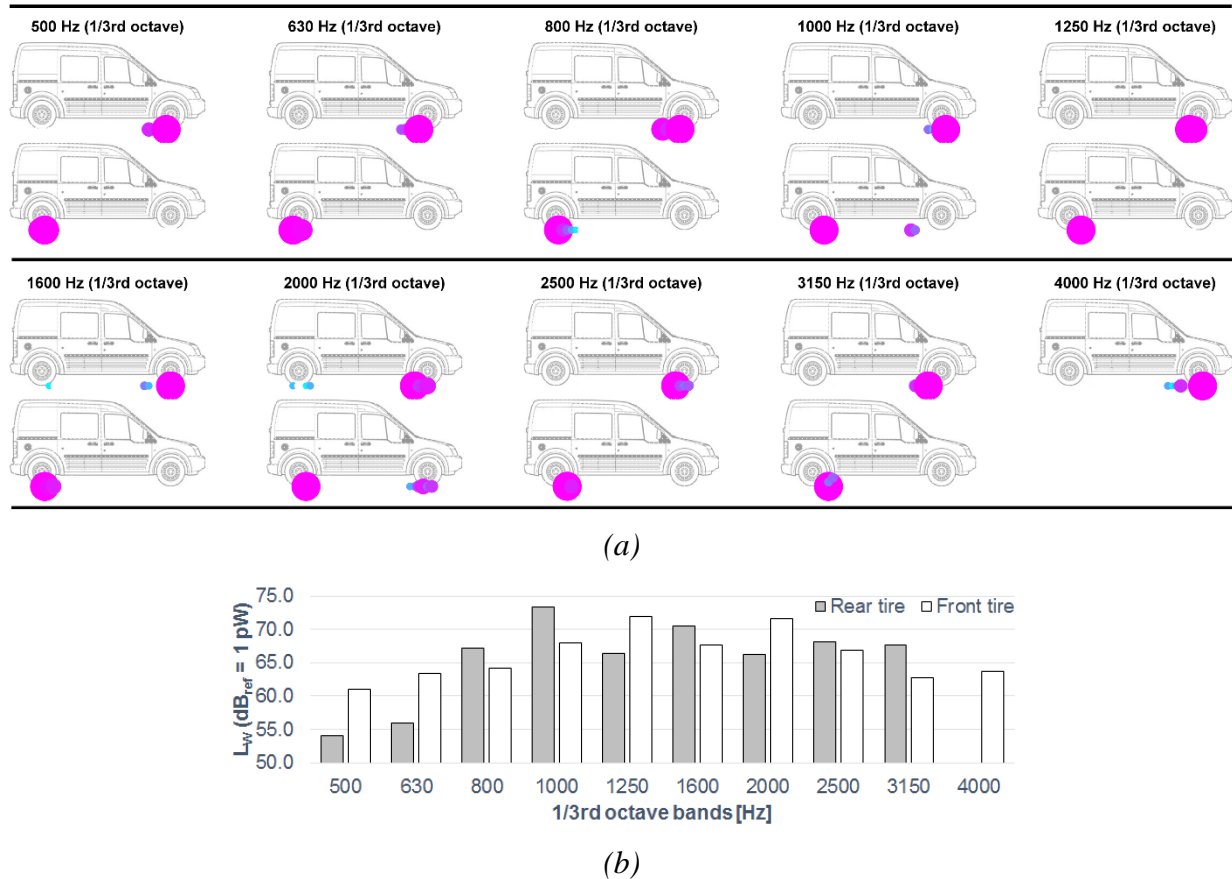 500 Hz (1/3rd octave) 630 Hz (1/3rd octave) 800 Hz (1/3rd octave) 1000 Hz (1/3rd octave) 1250 Hz (1/3rd octave)
1600 Hz (1/3rd octave) 2000 Hz (1/3rd octave) 2500 Hz (1/3rd octave) 3150 Hz (1/3rd octave) 4000 Hz (1/3rd octave)
(a)
Rear tire Front tire
75.0
70.0
65.0
60.0
55.0
50.0
LW (dBref = 1 pW)
500 630 800 1000 1250 1600 2000 2500 3150 4000
1/3rd octave bands [Hz]
(b)